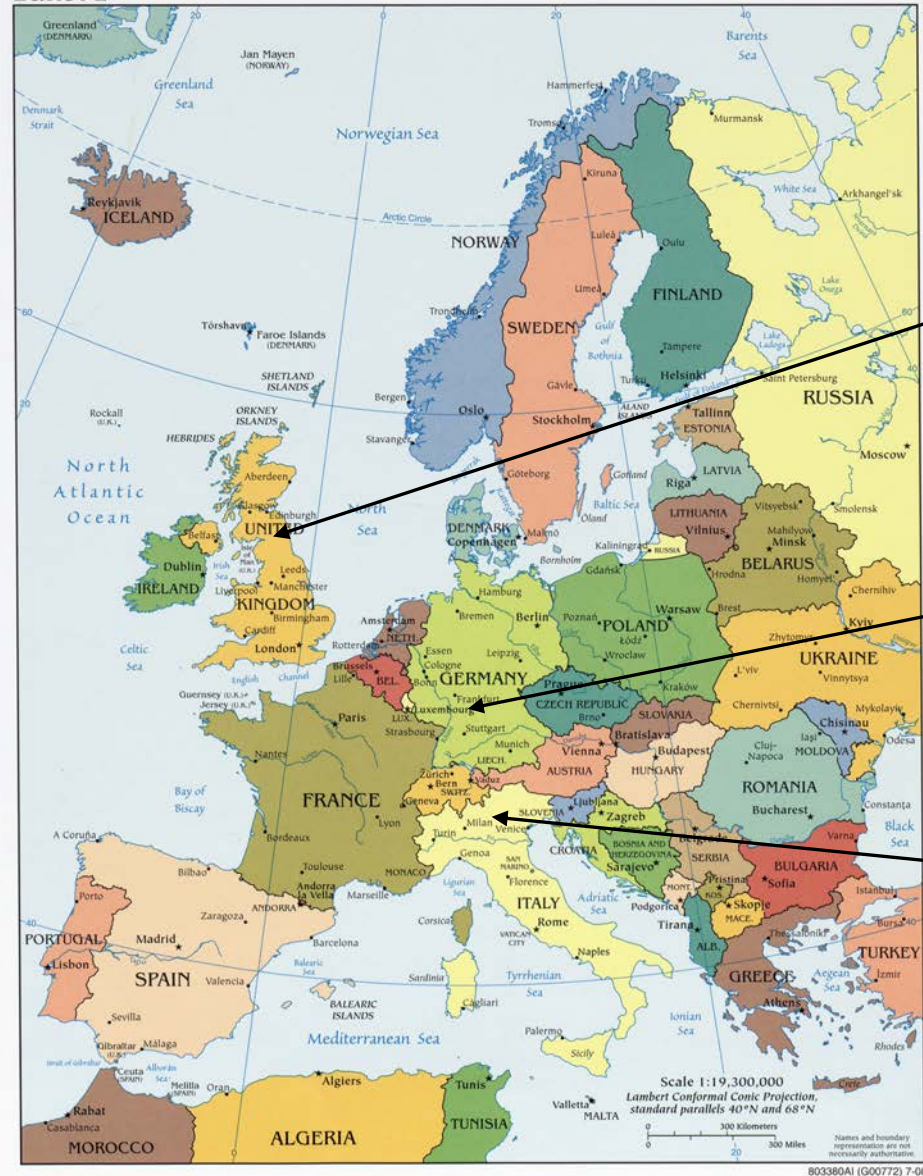 Greenland
(DENMARK)
Jan Mayen
(NORWAY)
Greenland
Sea
Barents
Sea
Denmark
Strait
Norwegian Sea
Hammerfest
Tromsø
Murmansk
Kiruna
White Sea
Arkhangel'sk
Reykjavik
ICELAND
Arctic Circle
NORWAY
Luleå
Oulu
Umeå
FINLAND
Lake
Onega
Lake
Ladoga
Tórshavn
Faroe Islands
(DENMARK)
Trondheim
SWEDEN
Gulf
of
Bothnia
Tampere
SHETLAND
ISLANDS
Turku
Helsinki
Gulf of Finland
Saint Petersburg
RUSSIA
Bergen
Gävle
ÅLAND
ISLANDS
Rockall
(U.K.)
ORKNEY
ISLANDS
HEBRIDES
Oslo
Stockholm
Tallinn
ESTONIA
Stavanger
Moscow
North
Atlantic
Ocean
Aberdeen
Göteborg
Gotland
Riga
LATVIA
Glasgow
Edinburgh
North
Sea
Baltic Sea
Öland
LITHUANIA
Vilnius
Vitsyebsk
Smolensk
UNITED
KINGDOM
Belfast
DENMARK
Copenhagen
Malmö
Mahilyow
Minsk
BELARUS
Isle
of
Man
(U.K.)
Dublin
IRELAND
Irish
Sea
Leeds
Liverpool
Manchester
Birmingham
Cardiff
London
Bornholm
Kaliningrad
RUSSIA
Gdańsk
Hrodna
Homyel'
Chernihiv
Hamburg
Bremen
Berlin
Poznań
Warsaw
POLAND
Łódź
Brest
Kyiv
Amsterdam
NETH.
Rotterdam
Essen
Leipzig
Wroclaw
Zhytomyr
UKRAINE
Celtic
Sea
English
Channel
Brussels
BEL.
Lille
Cologne
Bonn
GERMANY
Prague
Kraków
L'viv
Vinnytsya
Guernsey (U.K.)
Jersey (U.K.)
Frankfurt
Luxembourg
LUX.
CZECH REPUBLIC
Brno
SLOVAKIA
Chernivtsi
Mykolayiv
Paris
Strasbourg
Stuttgart
Munich
Vienna
Bratislava
Budapest
HUNGARY
Chisinau
Iași
MOLDOVA
Odesa
Nantes
LIECH.
Zürich
Bern
SWITZ.
Vaduz
AUSTRIA
Cluj-
Napoca
Bay of
Biscay
FRANCE
Geneva
Lyon
Milan
Turin
Venice
SLOVENIA
Ljubljana
Zagreb
CROATIA
ROMANIA
Bucharest
Constanța
Bordeaux
Genoa
SAN
MARINO
BOSNIA AND
HERZEGOVINA
Sarajevo
Belgrade
SERBIA
Varna
Black
Sea
A Coruña
Bilbao
Toulouse
Andorra
la Vella
ANDORRA
Marseille
MONACO
Ligurian
Sea
Florence
ITALY
Adriatic
Sea
MONT.
Podgorica
Pristina
KOS.
Sofia
BULGARIA
Skopje
MACE.
Istanbul
Bursa
Porto
Zaragoza
Barcelona
Corsica
Rome
VATICAN
CITY
Tirana
ALB.
Thessaloniki
PORTUGAL
Lisbon
Madrid
SPAIN
Valencia
Balearic
Sea
BALEARIC
ISLANDS
Sardinia
Cagliari
Tyrrhenian
Sea
Naples
GREECE
Aegean
Sea
TURKEY
İzmir
Athens
Sevilla
Gibraltar
(U.K.)
Málaga
Strait of Gibraltar
Ceuta
(SPAIN)
Alborán
Sea
Melilla
(SPAIN)
Mediterranean Sea
Palermo
Sicily
Ionian
Sea
Rhodes
Crete
Oran
Algiers
Tunis
Valletta
MALTA
Rabat
Casablanca
MOROCCO
ALGERIA
TUNISIA
Scale 1:19,300,000
Lambert Conformal Conic Projection,
standard parallels 40°N and 68°N
300 Kilometers
300 Miles
Names and boundary
representation are not
necessarily authoritative.